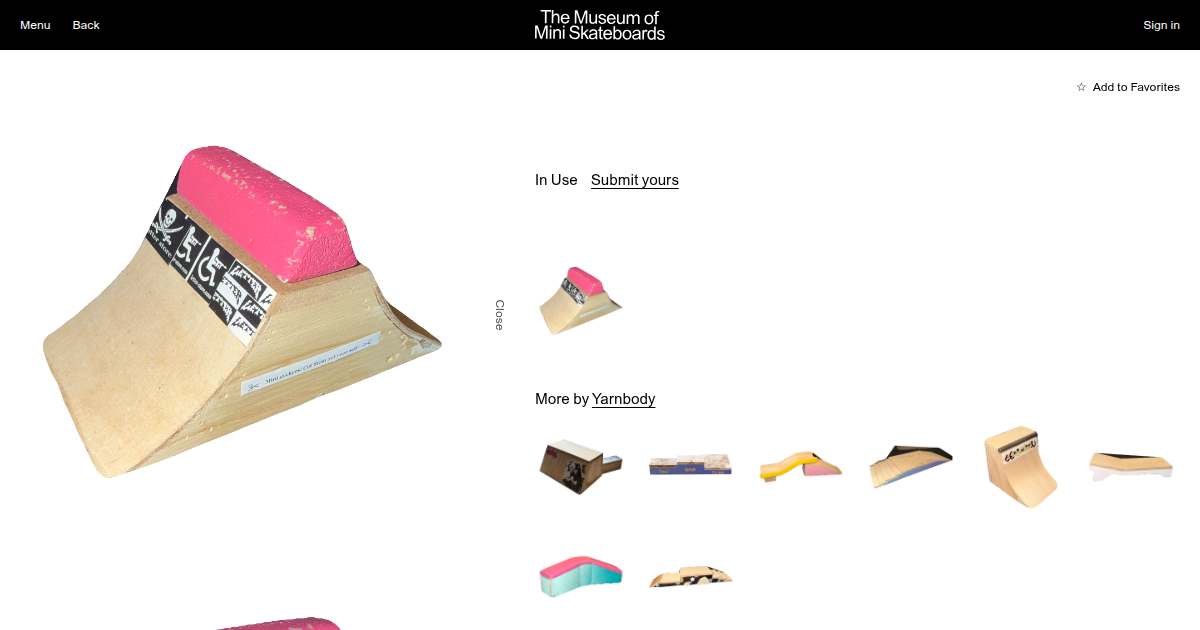 Menu
Back
The Museum of
Mini Skateboards
Sign in
☆ Add to Favorites
In Use
Submit yours
Close
More by Yarnbody